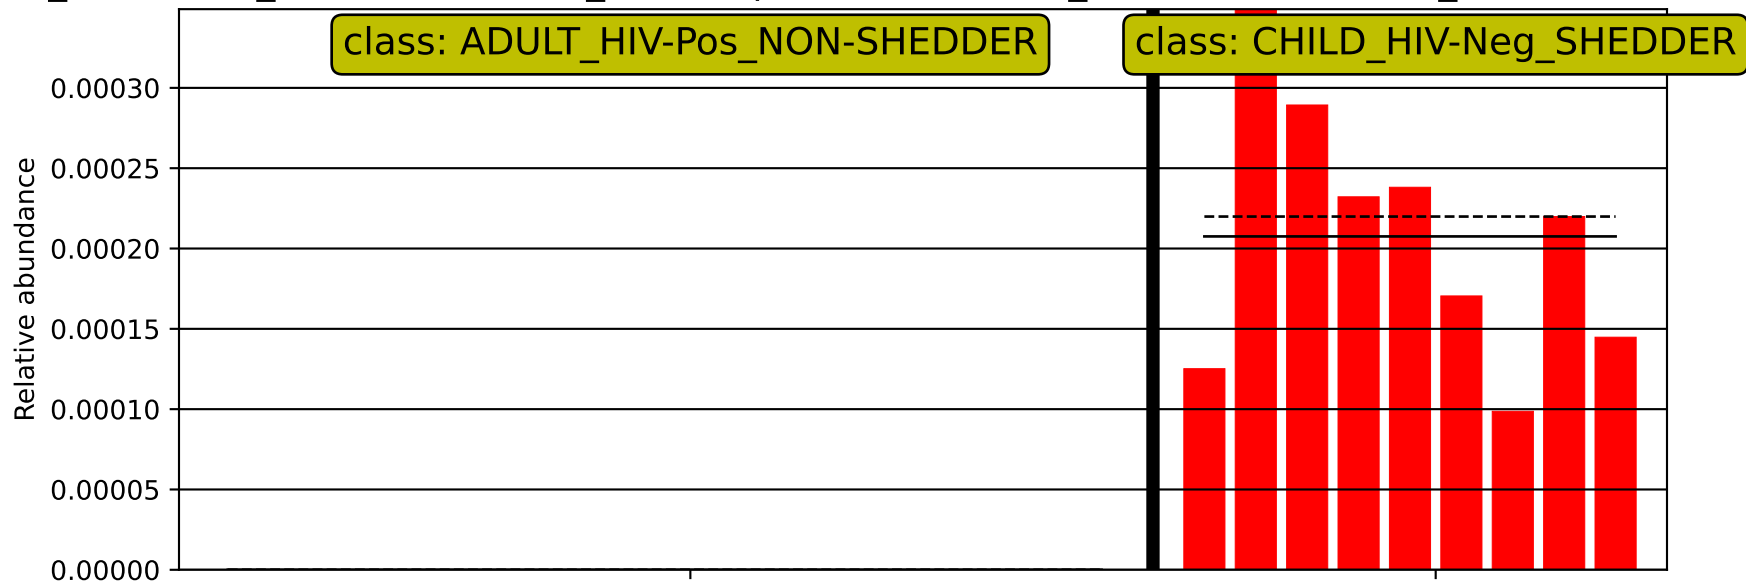 class: ADULT_HIV-Pos_NON-SHEDDER
class: CHILD_HIV-Neg_SHEDDER
0.00030
0.00025
0.00020
0.00015
0.00010
0.00005
0.00000
Relative abundance